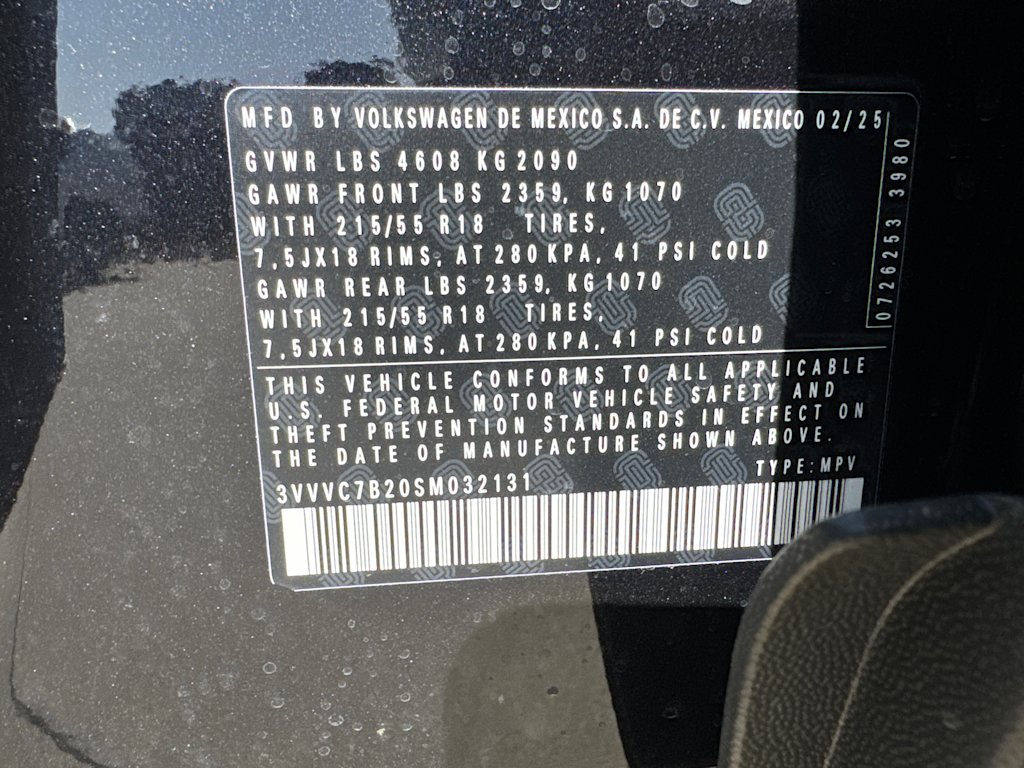 MFD BY VOLKSWAGEN DE MEXICO S.A. DE C.V. MEXICO 02/25
GVWR LBS 4608 KG 2090
GAWR FRONT LBS 2359, KG 1070
WITH 215/55 R18 TIRES,
7,5JX18 RIMS, AT 280 KPA, 41 PSI COLD
GAWR REAR LBS 2359, KG 1070
WITH 215/55 R18 TIRES,
7,5JX18 RIMS, AT 280 KPA, 41 PSI COLD
0726253 3980
THIS VEHICLE CONFORMS TO ALL APPLICABLE
U.S. FEDERAL MOTOR VEHICLE SAFETY AND
THEFT PREVENTION STANDARDS IN EFFECT ON
THE DATE OF MANUFACTURE SHOWN ABOVE.
TYPE: MPV
3VVVC7B20SM032131